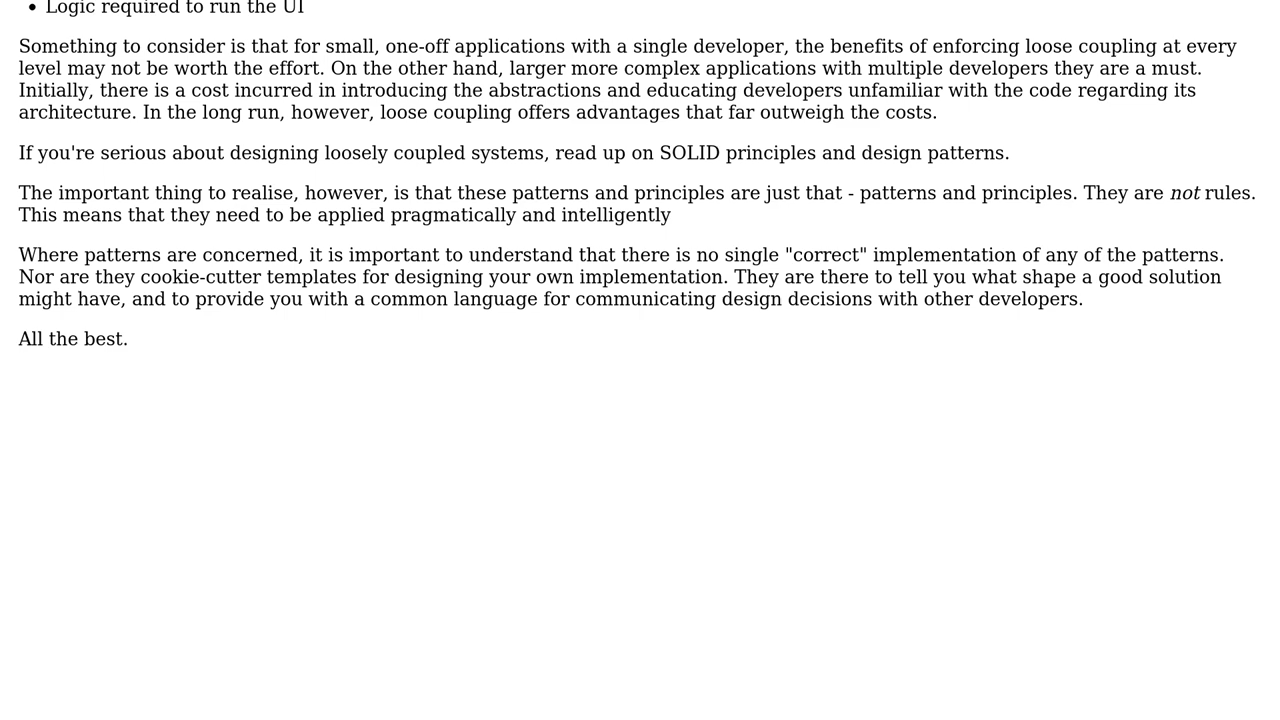 Logic required to run the UI
Something to consider is that for small, one-off applications with a single developer, the benefits of enforcing loose coupling at every
level may not be worth the effort. On the other hand, larger more complex applications with multiple developers they are a must.
Initially, there is a cost incurred in introducing the abstractions and educating developers unfamiliar with the code regarding its
architecture. In the long run, however, loose coupling offers advantages that far outweigh the costs.
If you're serious about designing loosely coupled systems, read up on SOLID principles and design patterns.
The important thing to realise, however, is that these patterns and principles are just that - patterns and principles. They are not rules.
This means that they need to be applied pragmatically and intelligently
Where patterns are concerned, it is important to understand that there is no single "correct" implementation of any of the patterns.
Nor are they cookie-cutter templates for designing your own implementation. They are there to tell you what shape a good solution
might have, and to provide you with a common language for communicating design decisions with other developers.
All the best.